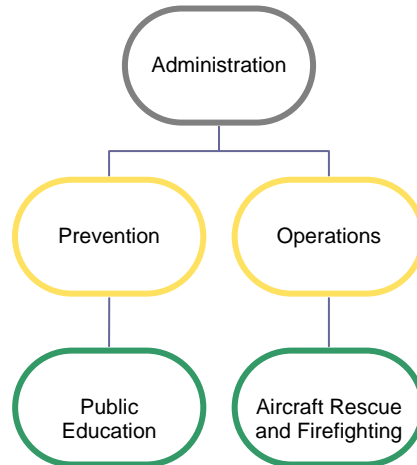 Administration
Prevention
Operations
Public
Education
Aircraft Rescue
and Firefighting